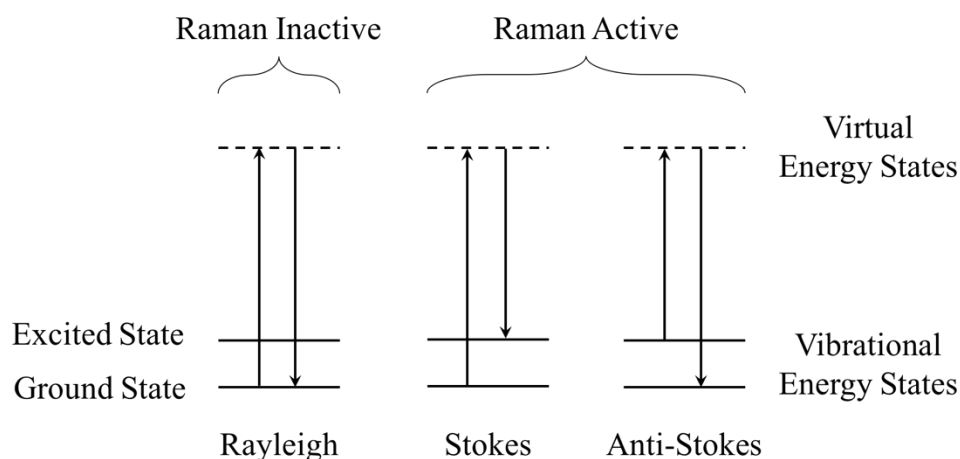 Raman Inactive
Raman Active
Virtual
Energy States
Excited State
Ground State
Vibrational
Energy States
Rayleigh
Stokes
Anti-Stokes